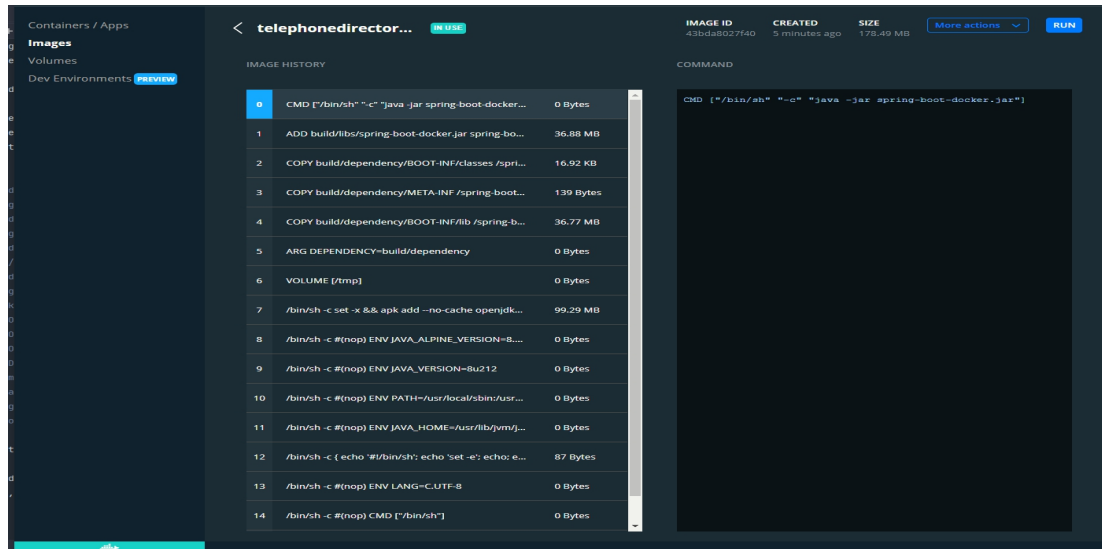 Containers / Apps
Images
Volumes
Dev Environments PREVIEW
telephonedirector... IN USE
IMAGE ID CREATED SIZE
43bda8027f40 5 minutes ago 178.49 MB
More actions
RUN
IMAGE HISTORY
0 CMD ["/bin/sh" "-c" "java -jar spring-boot-docker... 0 Bytes
1 ADD build/libs/spring-boot-docker.jar spring-bo... 36.88 MB
2 COPY build/dependency/BOOT-INF/classes /spri... 16.92 KB
3 COPY build/dependency/META-INF /spring-boot... 139 Bytes
4 COPY build/dependency/BOOT-INF/lib /spring-b... 36.77 MB
5 ARG DEPENDENCY=build/dependency 0 Bytes
6 VOLUME [/tmp] 0 Bytes
7 /bin/sh -c set -x && apk add --no-cache openjdk... 99.29 MB
8 /bin/sh -c #(nop) ENV JAVA_ALPINE_VERSION=8.... 0 Bytes
9 /bin/sh -c #(nop) ENV JAVA_VERSION=8u212 0 Bytes
10 /bin/sh -c #(nop) ENV PATH=/usr/local/sbin:/usr... 0 Bytes
11 /bin/sh -c #(nop) ENV JAVA_HOME=/usr/lib/jvm/j... 0 Bytes
12 /bin/sh -c { echo '#!/bin/sh'; echo 'set -e'; echo; e... 87 Bytes
13 /bin/sh -c #(nop) ENV LANG=C.UTF-8 0 Bytes
14 /bin/sh -c #(nop) CMD ["/bin/sh"] 0 Bytes
COMMAND
CMD ["/bin/sh" "-c" "java -jar spring-boot-docker.jar"]